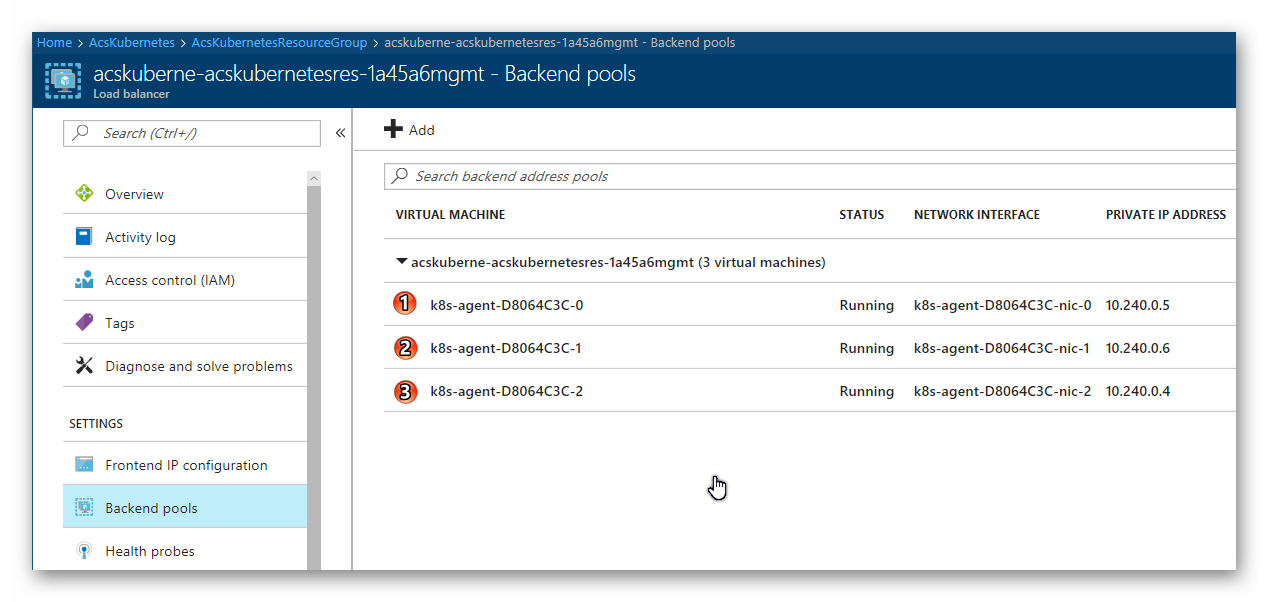 Home > AcsKubernetes > AcsKubernetesResourceGroup > acskuberne-acskubernetesres-1a45a6mgmt - Backend pools
acskuberne-acskubernetesres-1a45a6mgmt - Backend pools
Load balancer
Search (Ctrl+/)
«
Overview
Activity log
Access control (IAM)
Tags
Diagnose and solve problems
SETTINGS
Frontend IP configuration
Backend pools
Health probes
Add
Search backend address pools
VIRTUAL MACHINE STATUS NETWORK INTERFACE PRIVATE IP ADDRESS
acskuberne-acskubernetesres-1a45a6mgmt (3 virtual machines)
1 k8s-agent-D8064C3C-0 Running k8s-agent-D8064C3C-nic-0 10.240.0.5
2 k8s-agent-D8064C3C-1 Running k8s-agent-D8064C3C-nic-1 10.240.0.6
3 k8s-agent-D8064C3C-2 Running k8s-agent-D8064C3C-nic-2 10.240.0.4